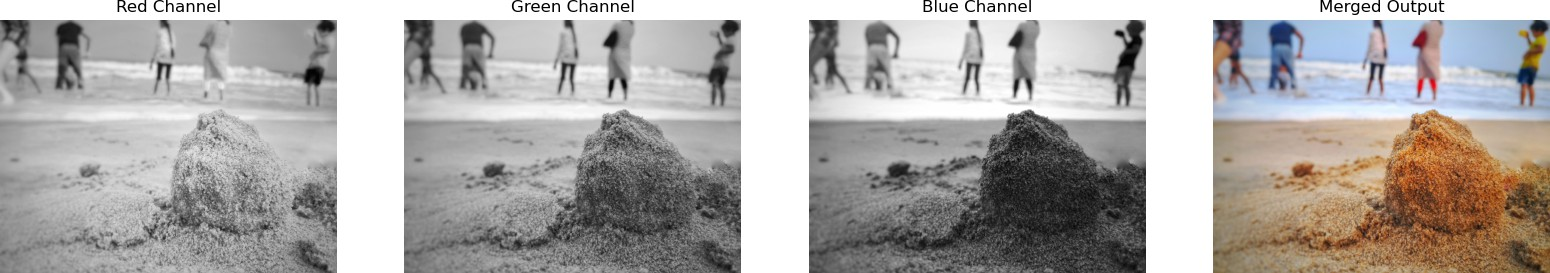 Red Channel
Green Channel
Blue Channel
Merged Output